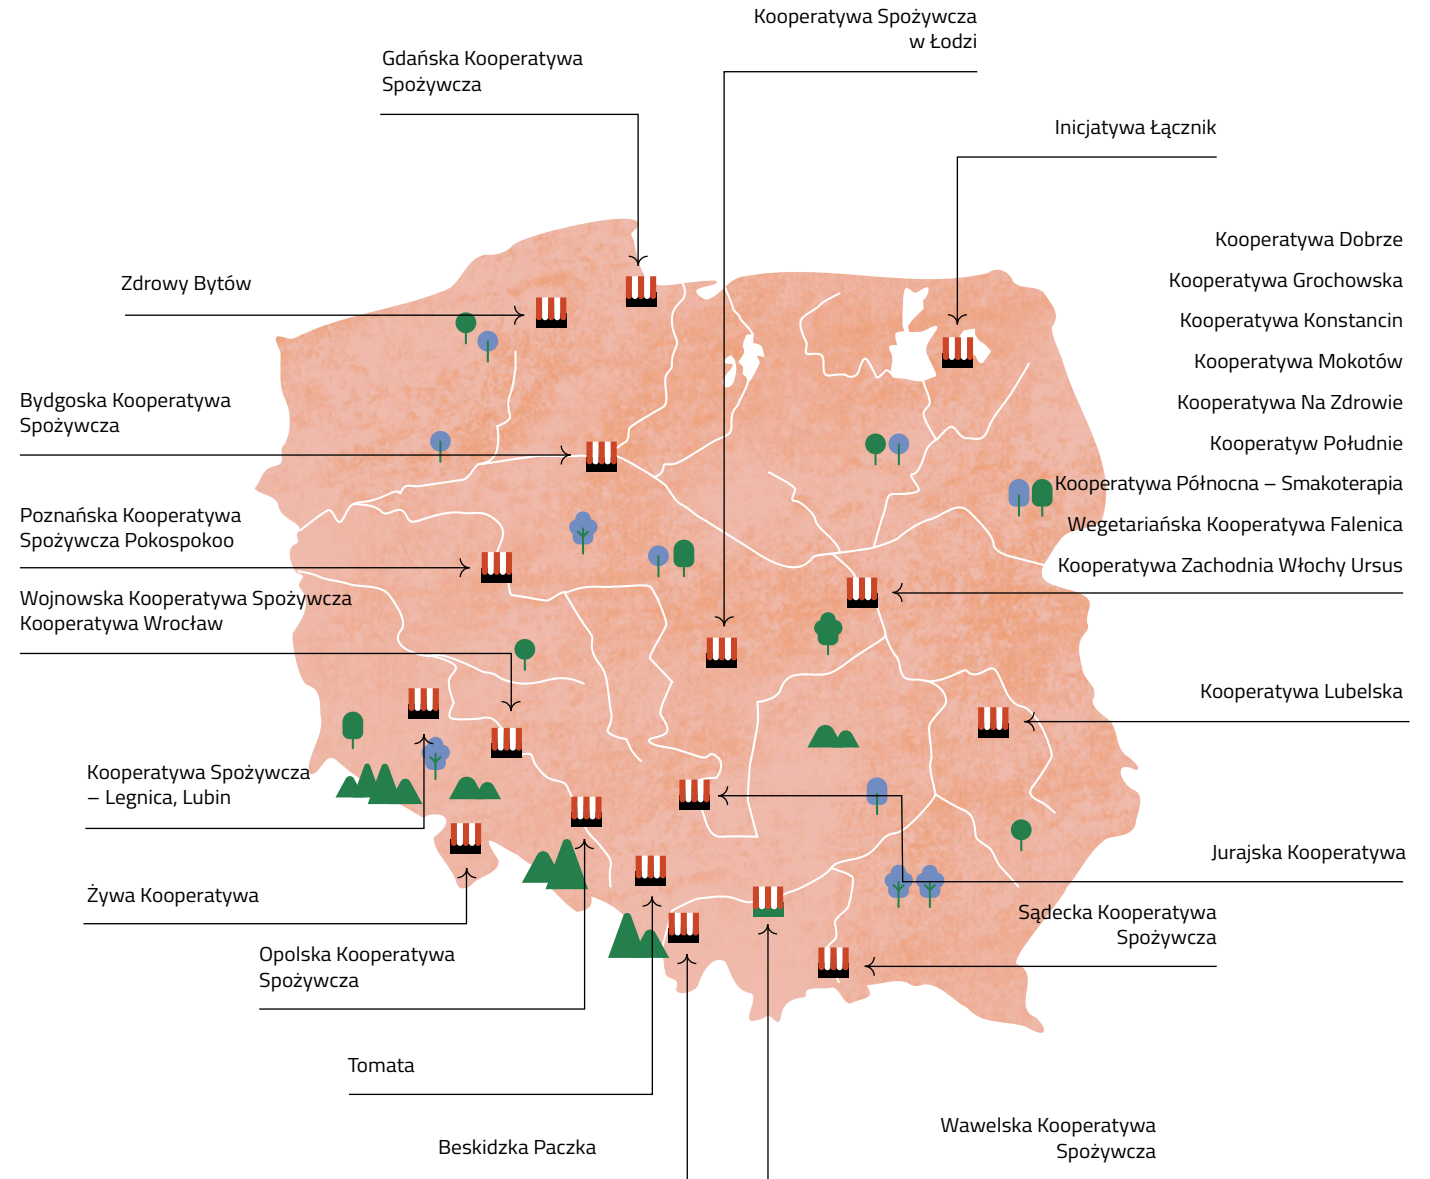 Kooperatywa Spożywcza
w Łodzi
Gdańska Kooperatywa
Spożywcza
Inicjatywa Łącznik
Kooperatywa Dobrze
Kooperatywa Grochowska
Kooperatywa Konstancin
Kooperatywa Mokotów
Kooperatywa Na Zdrowie
Kooperatyw Południe
Kooperatywa Północna – Smakoterapia
Wegetariańska Kooperatywa Falenica
Kooperatywa Zachodnia Włochy Ursus
Zdrowy Bytów
Bydgoska Kooperatywa
Spożywcza
Poznańska Kooperatywa
Spożywcza Pokospokoo
Wojnowska Kooperatywa Spożywcza
Kooperatywa Wrocław
Kooperatywa Lubelska
Kooperatywa Spożywcza
– Legnica, Lubin
Jurajska Kooperatywa
Żywa Kooperatywa
Sądecka Kooperatywa
Spożywcza
Opolska Kooperatywa
Spożywcza
Tomata
Beskidzka Paczka
Wawelska Kooperatywa
Spożywcza